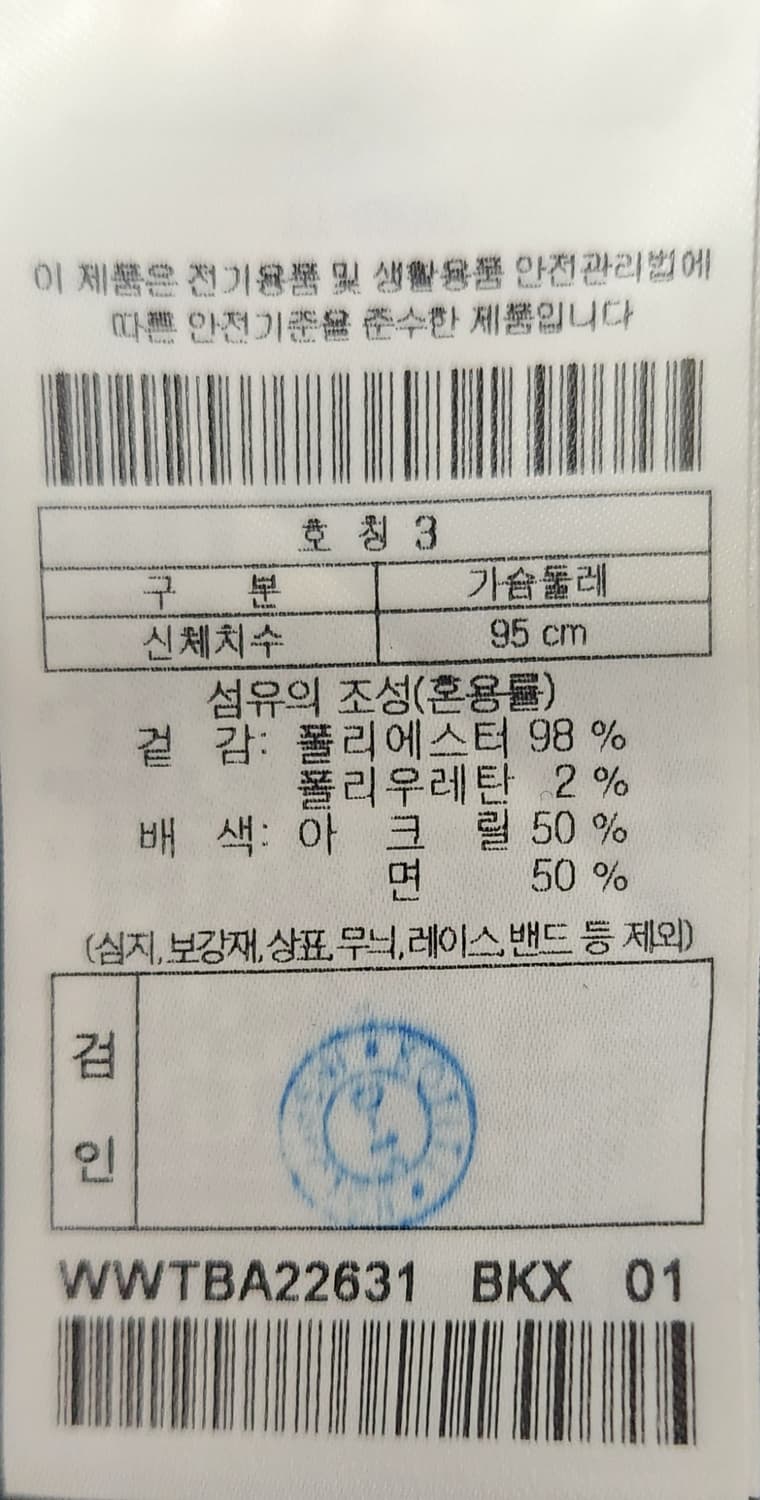 이 제품은 전기용품 및 생활용품 안전관리법에
따른 안전기준을 준수한 제품입니다
호 칭 3
구 분 가슴둘레
신체치수 95 cm
섬유의 조성(혼용률)
겉 감: 폴리에스터 98 %
폴리우레탄 2 %
배 색: 아 크 릴 50 %
면 50 %
(심지,보강재,상표,무늬,레이스,밴드 등 제외)
검
인
WWTBA22631 BKX 01